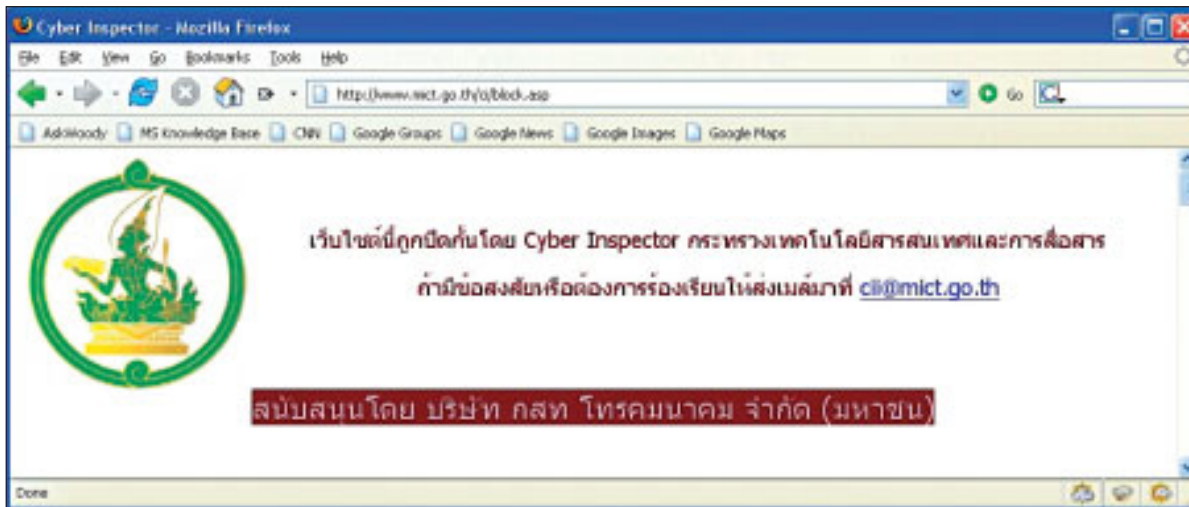 Cyber Inspector - Mozilla Firefox
File Edit View Go Bookmarks Tools Help
http://www.mict.go.th/ci/block.asp Go
AskWoody MS Knowledge Base CNN Google Groups Google News Google Images Google Maps
เว็บไซต์นี้ถูกปิดกั้นโดย Cyber Inspector กระทรวงเทคโนโลยีสารสนเทศและการสื่อสาร
ถ้ามีข้อสงสัยหรือต้องการร้องเรียนให้ส่งเมล์มาที่ cii@mict.go.th
สนับสนุนโดย บริษัท กสท โทรคมนาคม จำกัด (มหาชน)
Done